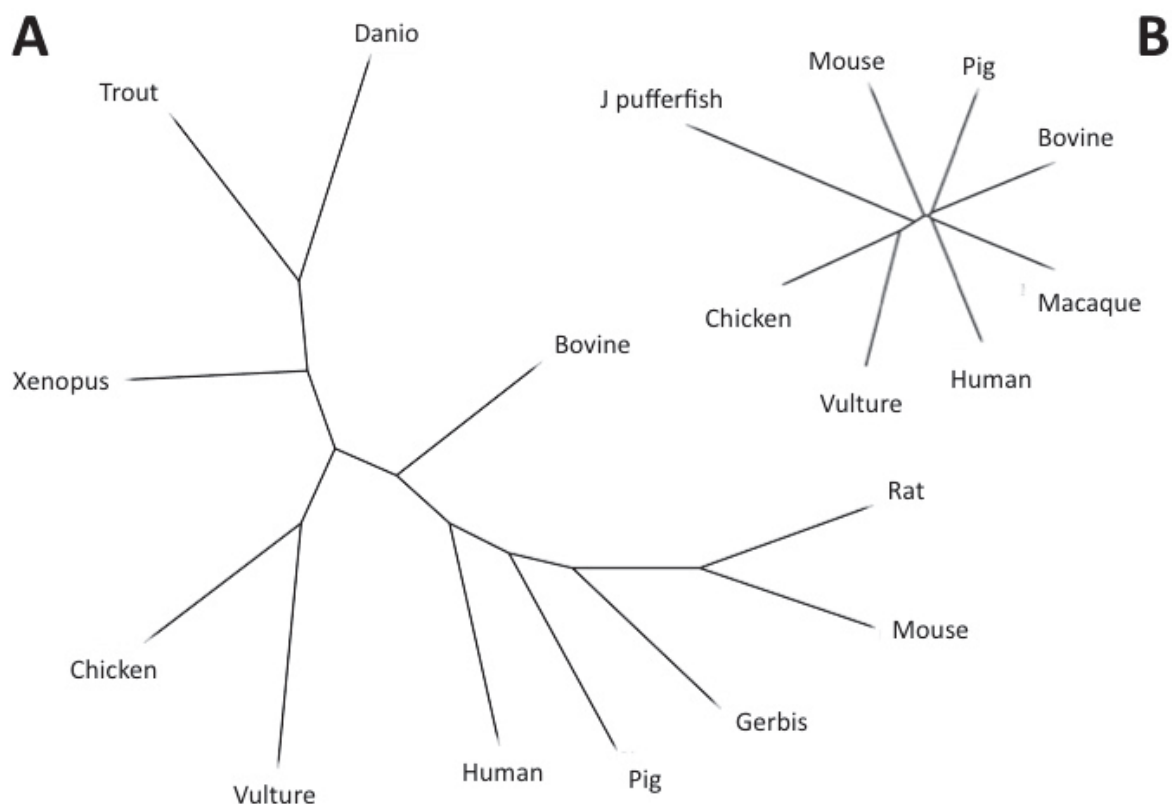 A
Danio
B
Trout
Mouse
Pig
J pufferfish
Bovine
Macaque
Chicken
Human
Vulture
Bovine
Xenopus
Rat
Mouse
Chicken
Gerbis
Human
Pig
Vulture